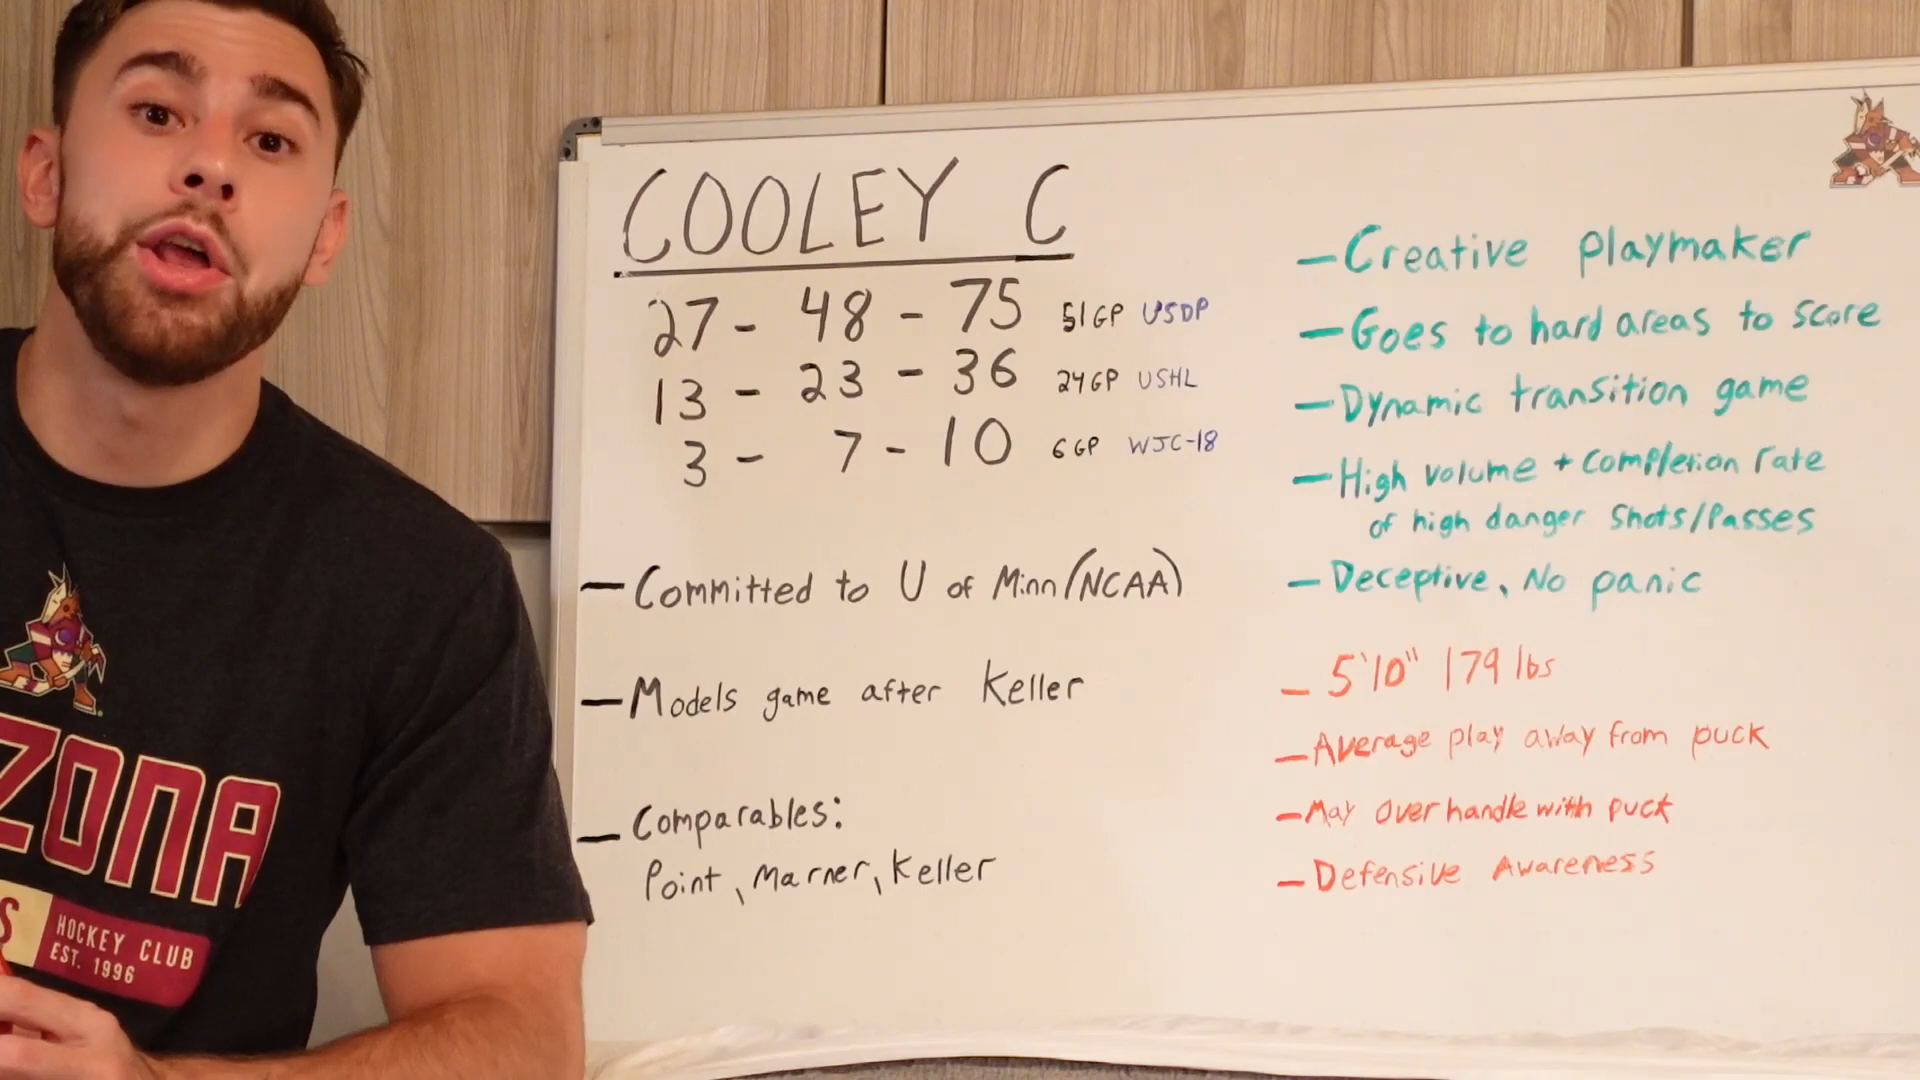 COOLEY C
27 - 48 - 75 51GP USDP
13 - 23 - 36 24GP USHL
3 - 7 - 10 6GP WJC-18
- Committed to U of Minn (NCAA)
- Models game after Keller
- Comparables:
Point, Marner, Keller
- Creative playmaker
- Goes to hard areas to score
- Dynamic transition game
- High volume + completion rate
of high danger shots/Passes
- Deceptive, No panic
- 5'10" 179 lbs
- Average play away from puck
- May over handle with puck
- Defensive Awareness
ZONA
S
HOCKEY CLUB
EST. 1996